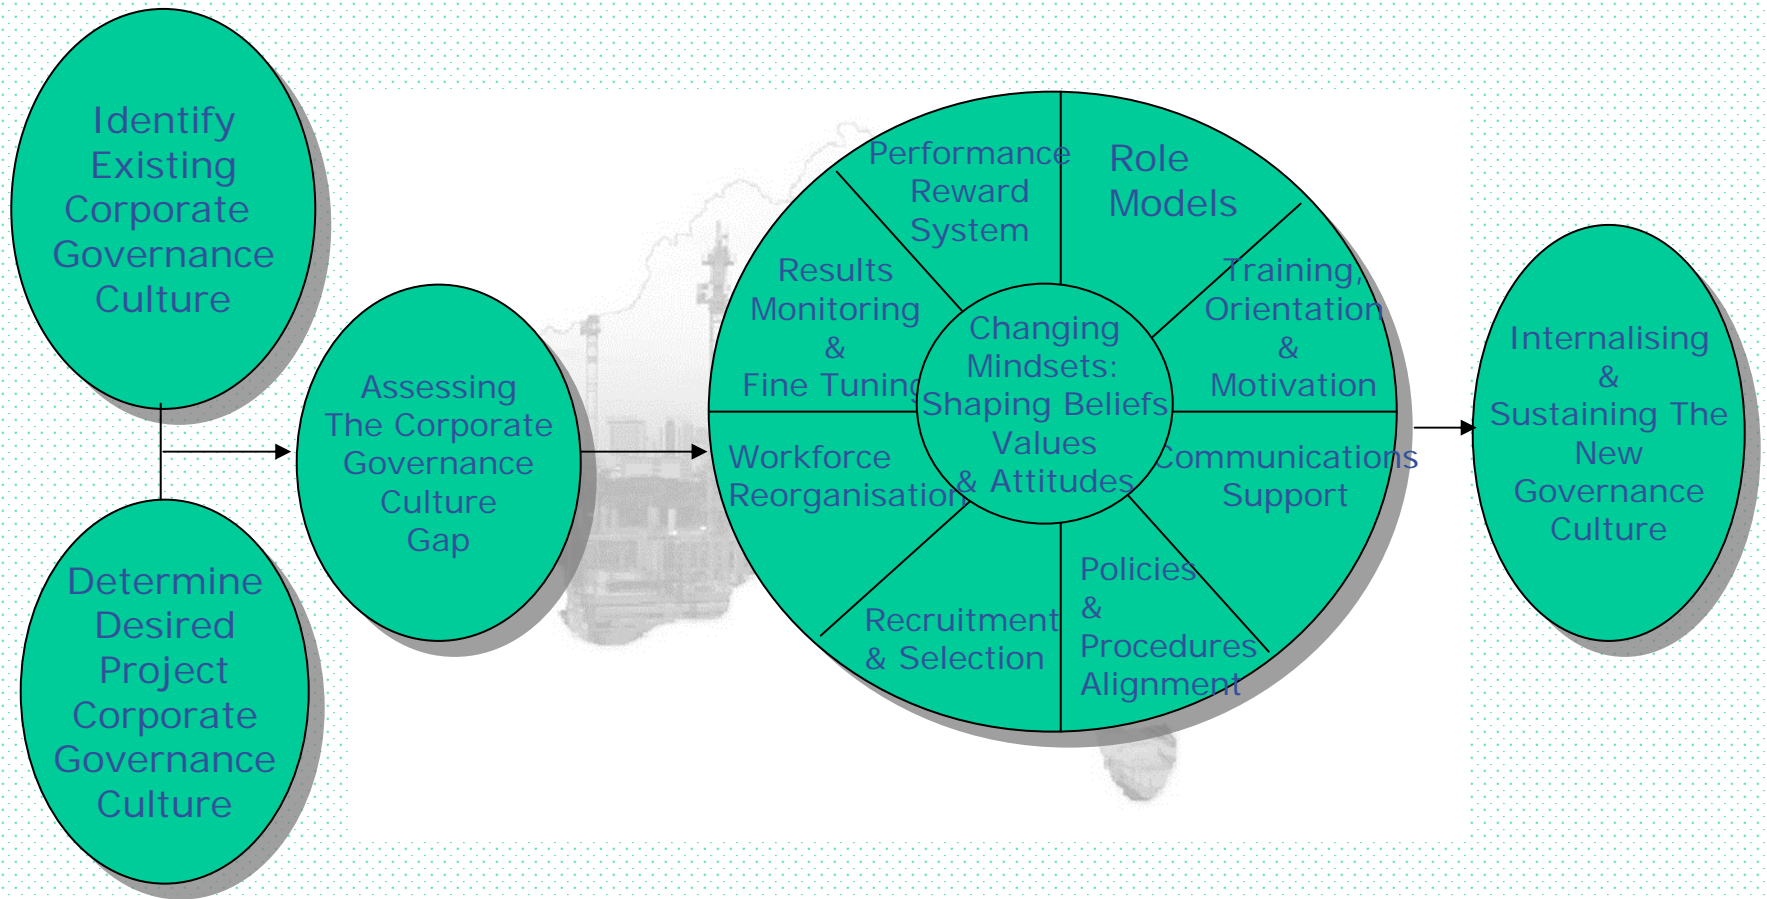 Identify
Existing
Corporate
Governance
Culture
Determine
Desired
Project
Corporate
Governance
Culture
Assessing
The Corporate
Governance
Culture
Gap
Performance
Reward
System
Role
Models
Training,
Orientation
&
Motivation
Communications
Support
Policies
&
Procedures
Alignment
Recruitment
& Selection
Workforce
Reorganisation
Results
Monitoring
&
Fine Tuning
Changing
Mindsets:
Shaping Beliefs
Values
& Attitudes
Internalising
&
Sustaining The
New
Governance
Culture